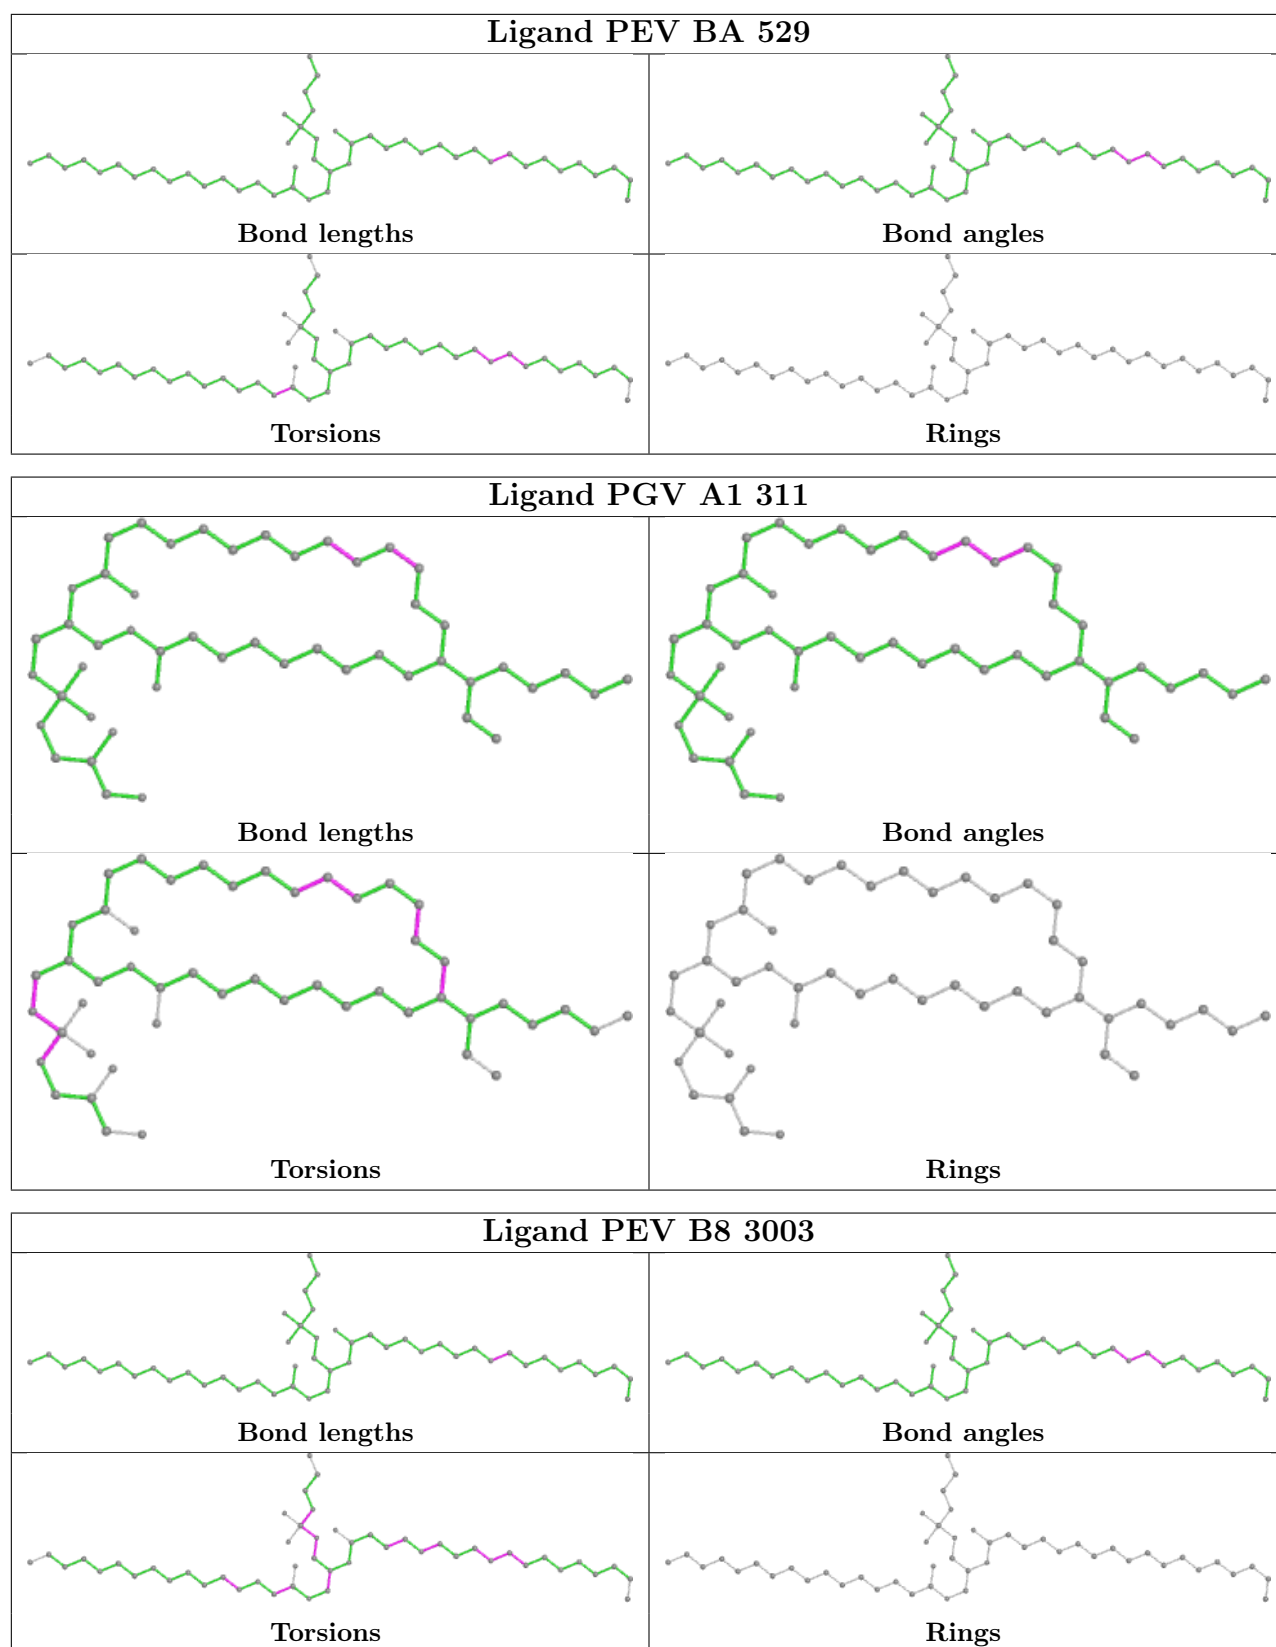 Ligand PEV BA 529
Bond lengths
Bond angles
Torsions
Rings
Ligand PGV A1 311
Bond lengths
Bond angles
Torsions
Rings
Ligand PEV B8 3003
Bond lengths
Bond angles
Torsions
Rings